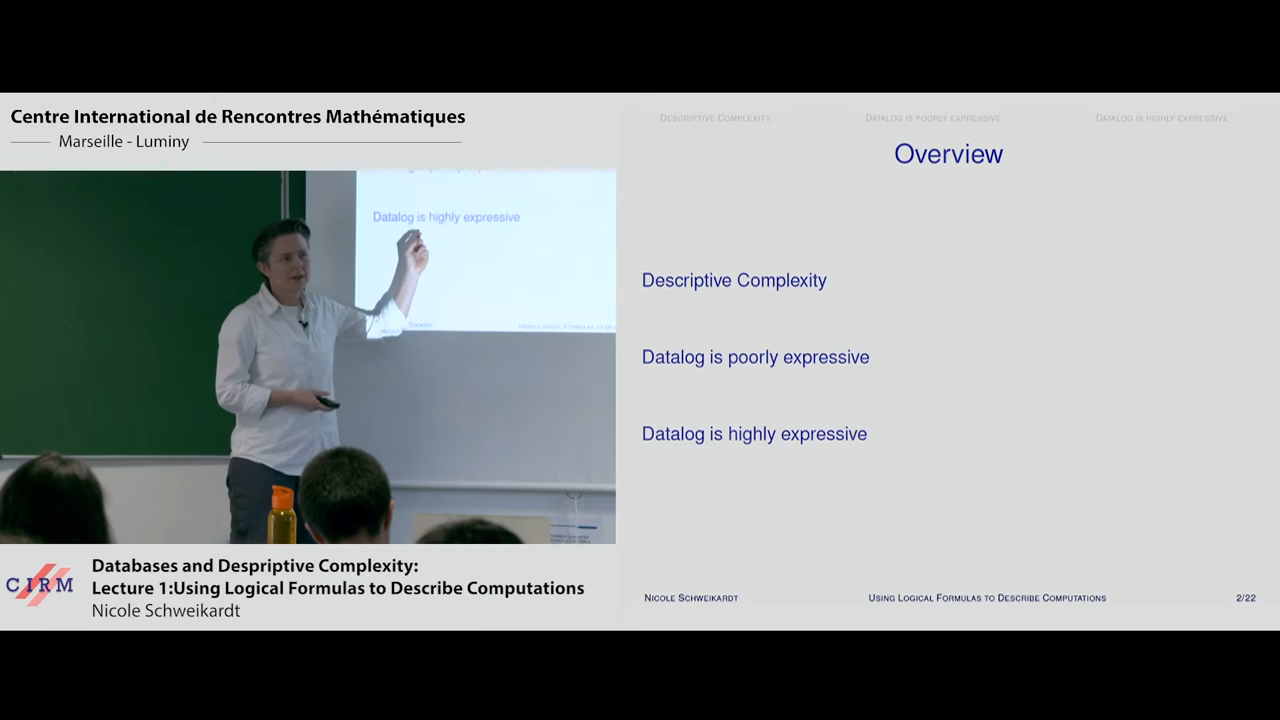 Centre International de Rencontres Mathématiques
Marseille - Luminy
Datalog is highly expressive
CIRM
Databases and Despriptive Complexity:
Lecture 1:Using Logical Formulas to Describe Computations
Nicole Schweikardt
DESCRIPTIVE COMPLEXITY DATALOG IS POORLY EXPRESSIVE DATALOG IS HIGHLY EXPRESSIVE
Overview
Descriptive Complexity
Datalog is poorly expressive
Datalog is highly expressive
NICOLE SCHWEIKARDT USING LOGICAL FORMULAS TO DESCRIBE COMPUTATIONS 2/22